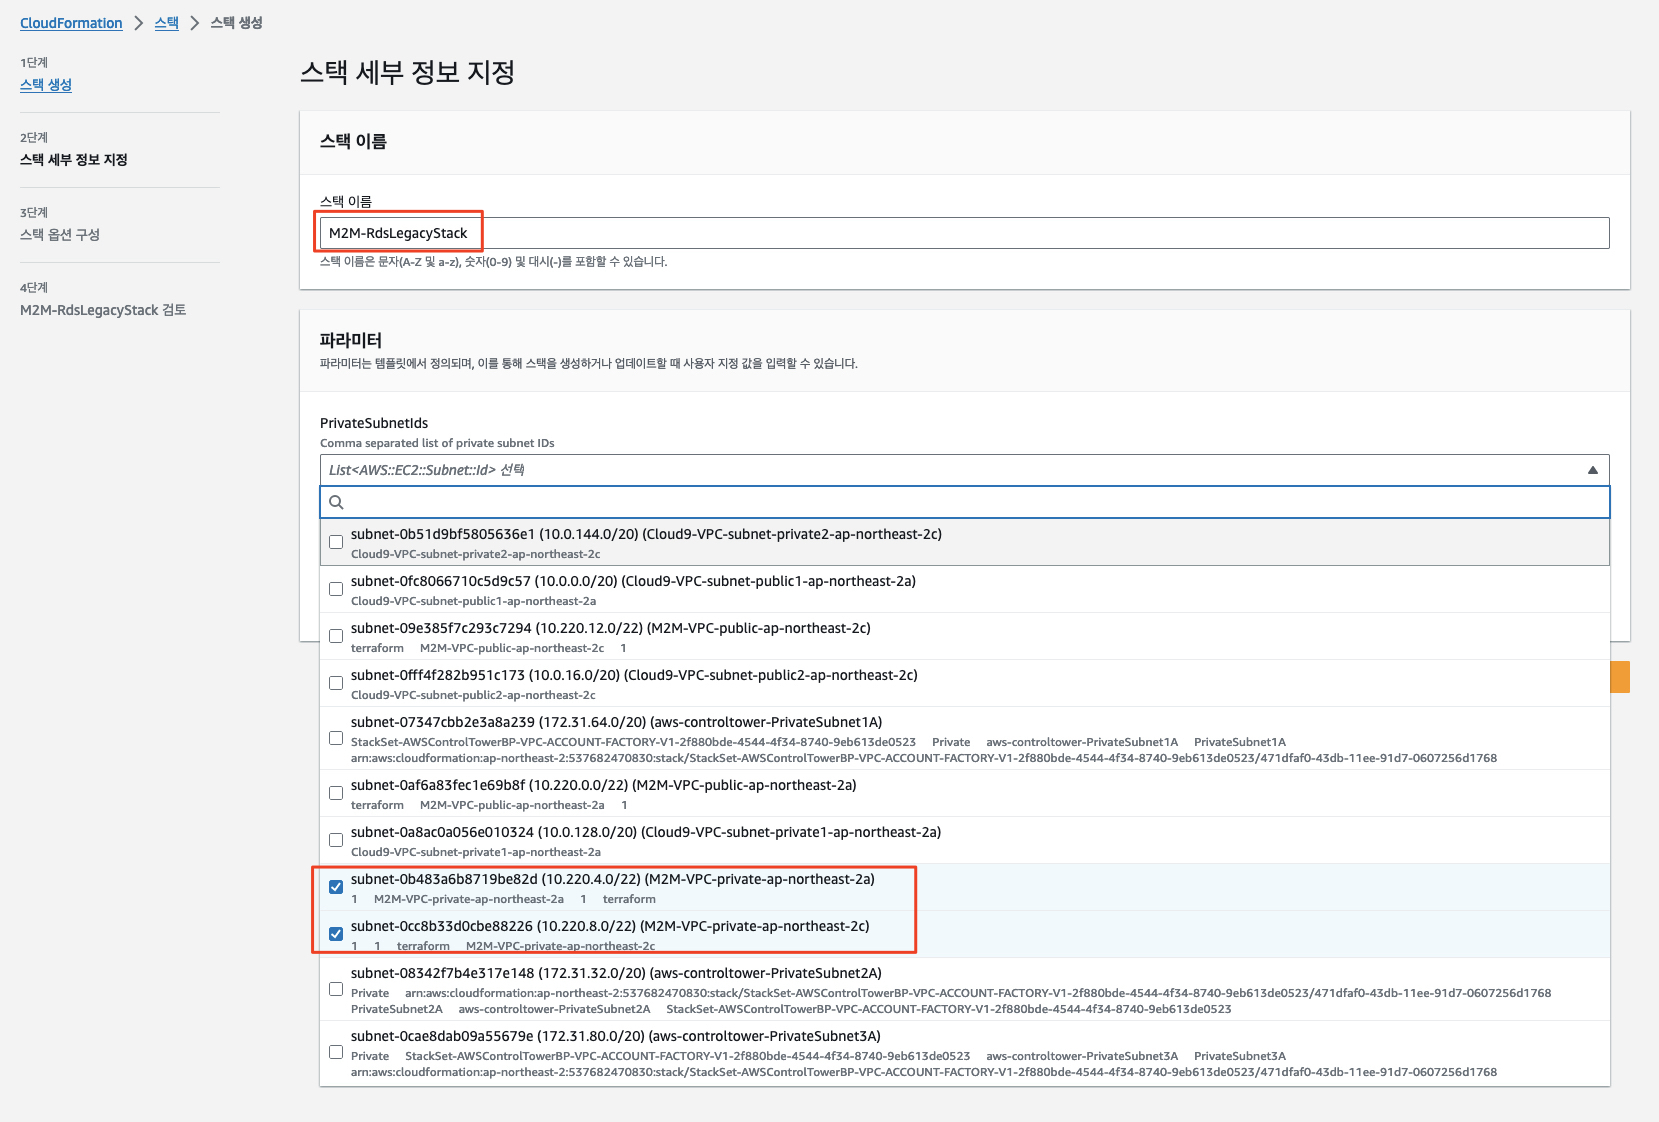 CloudFormation > 스택 > 스택 생성
1단계
스택 생성
2단계
스택 세부 정보 지정
3단계
스택 옵션 구성
4단계
M2M-RdsLegacyStack 검토
스택 세부 정보 지정
스택 이름
스택 이름
M2M-RdsLegacyStack
스택 이름은 문자(A-Z 및 a-z), 숫자(0-9) 및 대시(-)를 포함할 수 있습니다.
파라미터
파라미터는 템플릿에서 정의되며, 이를 통해 스택을 생성하거나 업데이트할 때 사용자 지정 값을 입력할 수 있습니다.
PrivateSubnetIds
Comma separated list of private subnet IDs
List<AWS::EC2::Subnet::Id> 선택
subnet-0b51d9bf5805636e1 (10.0.144.0/20) (Cloud9-VPC-subnet-private2-ap-northeast-2c)
Cloud9-VPC-subnet-private2-ap-northeast-2c
subnet-0fc8066710c5d9c57 (10.0.0.0/20) (Cloud9-VPC-subnet-public1-ap-northeast-2a)
Cloud9-VPC-subnet-public1-ap-northeast-2a
subnet-09e385f7c293c7294 (10.220.12.0/22) (M2M-VPC-public-ap-northeast-2c)
terraform M2M-VPC-public-ap-northeast-2c 1
subnet-0fff4f282b951c173 (10.0.16.0/20) (Cloud9-VPC-subnet-public2-ap-northeast-2c)
Cloud9-VPC-subnet-public2-ap-northeast-2c
subnet-07347cbb2e3a8a239 (172.31.64.0/20) (aws-controltower-PrivateSubnet1A)
StackSet-AWSControlTowerBP-VPC-ACCOUNT-FACTORY-V1-2f880bde-4544-4f34-8740-9eb613de0523 Private aws-controltower-PrivateSubnet1A PrivateSubnet1A
arn:aws:cloudformation:ap-northeast-2:537682470830:stack/StackSet-AWSControlTowerBP-VPC-ACCOUNT-FACTORY-V1-2f880bde-4544-4f34-8740-9eb613de0523/471dfaf0-43db-11ee-91d7-0607256d1768
subnet-0af6a83fec1e69b8f (10.220.0.0/22) (M2M-VPC-public-ap-northeast-2a)
terraform M2M-VPC-public-ap-northeast-2a 1
subnet-0a8ac0a056e010324 (10.0.128.0/20) (Cloud9-VPC-subnet-private1-ap-northeast-2a)
Cloud9-VPC-subnet-private1-ap-northeast-2a
subnet-0b483a6b8719be82d (10.220.4.0/22) (M2M-VPC-private-ap-northeast-2a)
1 M2M-VPC-private-ap-northeast-2a 1 terraform
subnet-0cc8b33d0cbe88226 (10.220.8.0/22) (M2M-VPC-private-ap-northeast-2c)
1 1 terraform M2M-VPC-private-ap-northeast-2c
subnet-08342f7b4e317e148 (172.31.32.0/20) (aws-controltower-PrivateSubnet2A)
Private arn:aws:cloudformation:ap-northeast-2:537682470830:stack/StackSet-AWSControlTowerBP-VPC-ACCOUNT-FACTORY-V1-2f880bde-4544-4f34-8740-9eb613de0523/471dfaf0-43db-11ee-91d7-0607256d1768
PrivateSubnet2A aws-controltower-PrivateSubnet2A StackSet-AWSControlTowerBP-VPC-ACCOUNT-FACTORY-V1-2f880bde-4544-4f34-8740-9eb613de0523
subnet-0cae8dab09a55679e (172.31.80.0/20) (aws-controltower-PrivateSubnet3A)
Private StackSet-AWSControlTowerBP-VPC-ACCOUNT-FACTORY-V1-2f880bde-4544-4f34-8740-9eb613de0523 aws-controltower-PrivateSubnet3A PrivateSubnet3A
arn:aws:cloudformation:ap-northeast-2:537682470830:stack/StackSet-AWSControlTowerBP-VPC-ACCOUNT-FACTORY-V1-2f880bde-4544-4f34-8740-9eb613de0523/471dfaf0-43db-11ee-91d7-0607256d1768